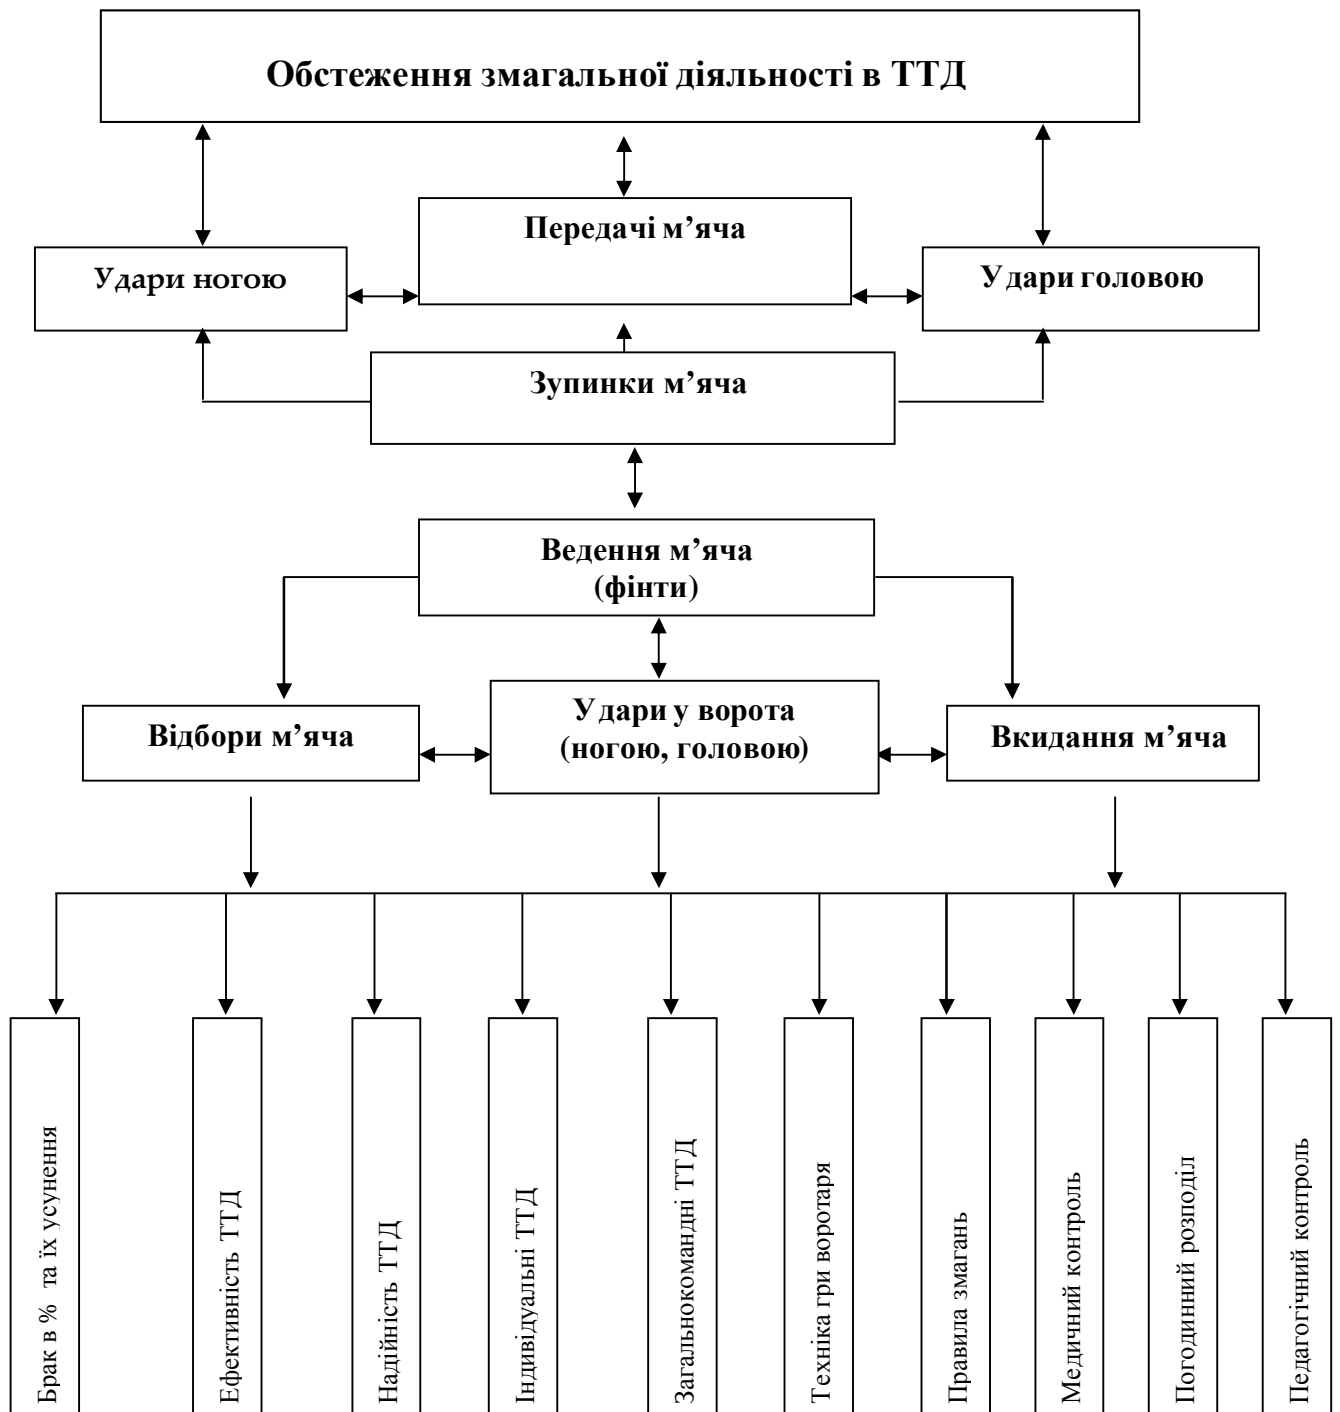 Обстеження змагальної діяльності в ТТД
Передачі м’яча
Удари ногою
Удари головою
Зупинки м’яча
Ведення м’яча
(фінти)
Удари у ворота
(ногою, головою)
Відбори м’яча
Вкидання м’яча
Брак в % та їх усунення
Ефективність ТТД
Надійність ТТД
Індивідуальні ТТД
Загальнокомандні ТТД
Техніка гри воротаря
Правила змагань
Медичний контроль
Погодинний розподіл
Педагогічний контроль